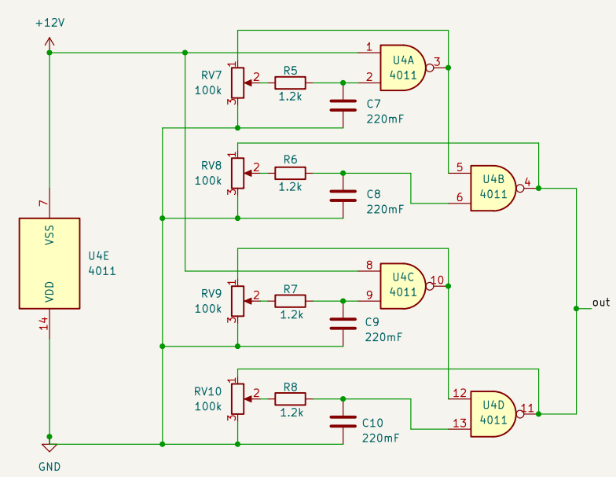 +12V
7
VSS
VDD
14
U4E
4011
GND
RV7
100k
1
2
3
R5
1.2k
C7
220mF
1
2
U4A
4011
3
RV8
100k
1
2
3
R6
1.2k
C8
220mF
5
6
U4B
4011
4
RV9
100k
1
2
3
R7
1.2k
C9
220mF
8
9
U4C
4011
10
RV10
100k
1
2
3
R8
1.2k
C10
220mF
12
13
U4D
4011
11
out